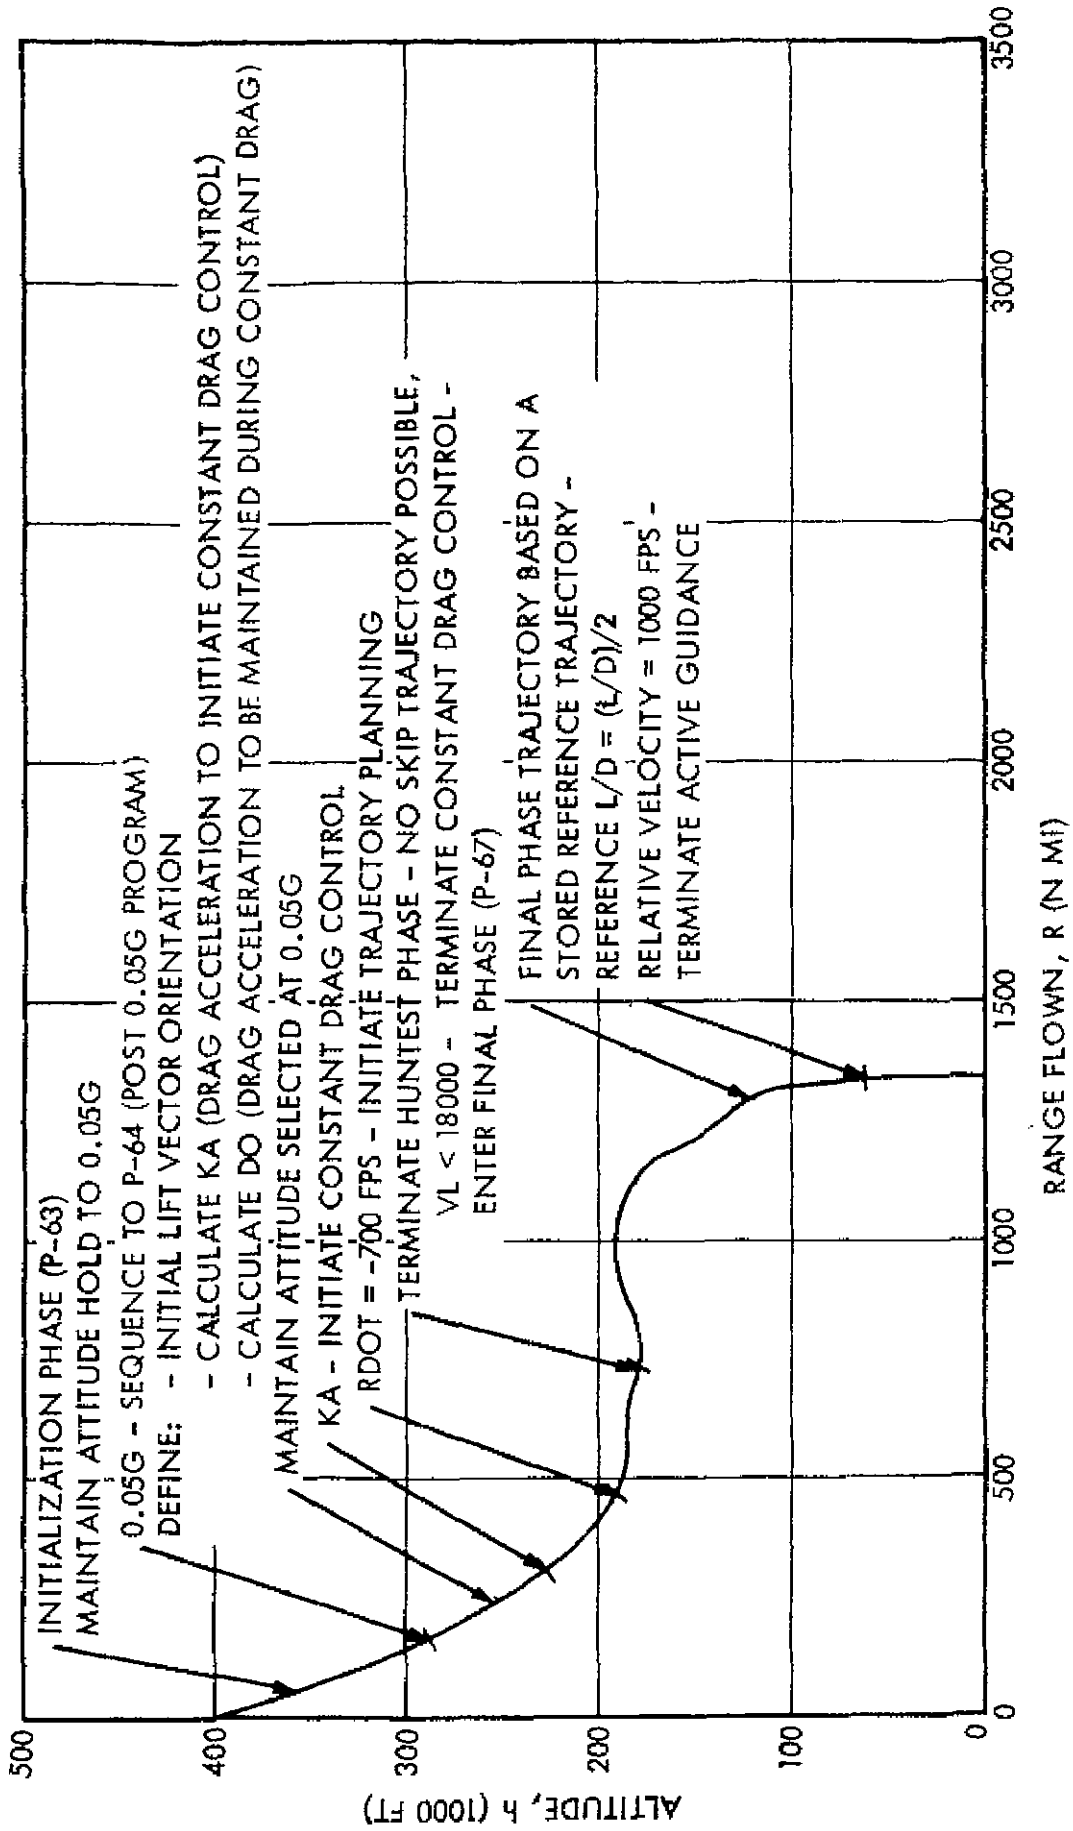 INITIALIZATION PHASE (P-63)
MAINTAIN ATTITUDE HOLD TO 0.05G
0.05G - SEQUENCE TO P-64 (POST 0.05G PROGRAM)
DEFINE: - INITIAL LIFT VECTOR ORIENTATION
- CALCULATE KA (DRAG ACCELERATION TO INITIATE CONSTANT DRAG CONTROL)
- CALCULATE DO (DRAG ACCELERATION TO BE MAINTAINED DURING CONSTANT DRAG)
MAINTAIN ATTITUDE SELECTED AT 0.05G
KA - INITIATE CONSTANT DRAG CONTROL
RDOT = -700 FPS - INITIATE TRAJECTORY PLANNING
TERMINATE HUNTEST PHASE - NO SKIP TRAJECTORY POSSIBLE,
VL < 18000 - TERMINATE CONSTANT DRAG CONTROL -
ENTER FINAL PHASE (P-67)
FINAL PHASE TRAJECTORY BASED ON A
STORED REFERENCE TRAJECTORY -
REFERENCE L/D = (L/D)/2
RELATIVE VELOCITY = 1000 FPS -
TERMINATE ACTIVE GUIDANCE
500
400
300
200
100
0
ALTITUDE, h (1000 FT)
0
500
1000
1500
2000
2500
3000
3500
RANGE FLOWN, R (N MI)